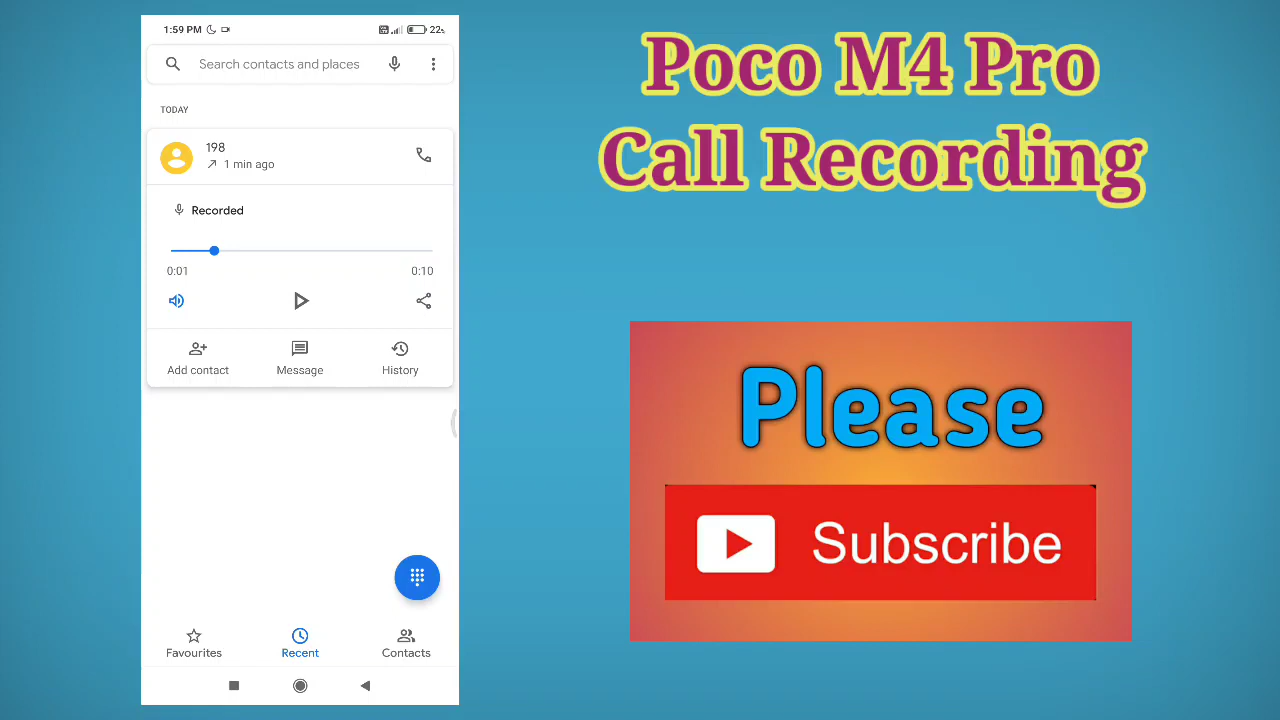 1:59 PM
22%
Search contacts and places
TODAY
198
1 min ago
Recorded
0:01
0:10
Add contact
Message
History
Favourites
Recent
Contacts
Poco M4 Pro
Call Recording
Please
Subscribe